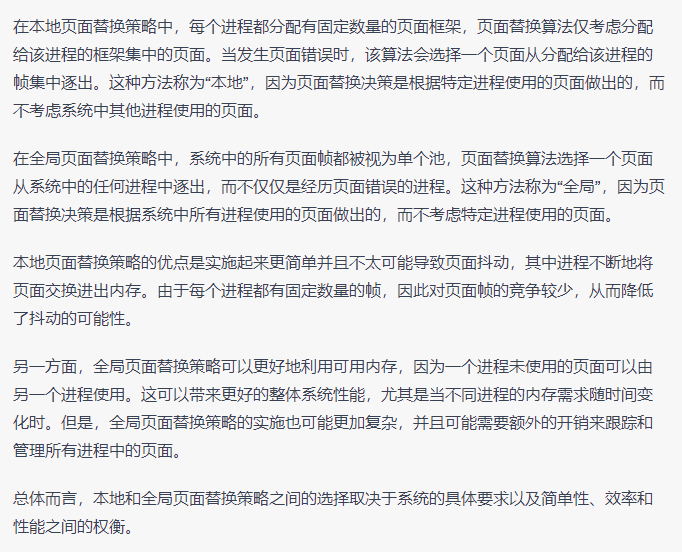 在本地页面替换策略中，每个进程都分配有固定数量的页面框架，页面替换算法仅考虑分配
给该进程的框架集中的页面。当发生页面错误时，该算法会选择一个页面从分配给该进程的
帧集中逐出。这种方法称为“本地”，因为页面替换决策是根据特定进程使用的页面做出的，而
不考虑系统中其他进程使用的页面。
在全局页面替换策略中，系统中的所有页面帧都被视为单个池，页面替换算法选择一个页面
从系统中的任何进程中逐出，而不仅仅是经历页面错误的进程。这种方法称为“全局”，因为页
面替换决策是根据系统中所有进程使用的页面做出的，而不考虑特定进程使用的页面。
本地页面替换策略的优点是实施起来更简单并且不太可能导致页面抖动，其中进程不断地将
页面交换进出内存。由于每个进程都有固定数量的帧，因此对页面帧的竞争较少，从而降低
了抖动的可能性。
另一方面，全局页面替换策略可以更好地利用可用内存，因为一个进程未使用的页面可以由
另一个进程使用。这可以带来更好的整体系统性能，尤其是当不同进程的内存需求随时间变
化时。但是，全局页面替换策略的实施也可能更加复杂，并且可能需要额外的开销来跟踪和
管理所有进程中的页面。
总体而言，本地和全局页面替换策略之间的选择取决于系统的具体要求以及简单性、效率和
性能之间的权衡。